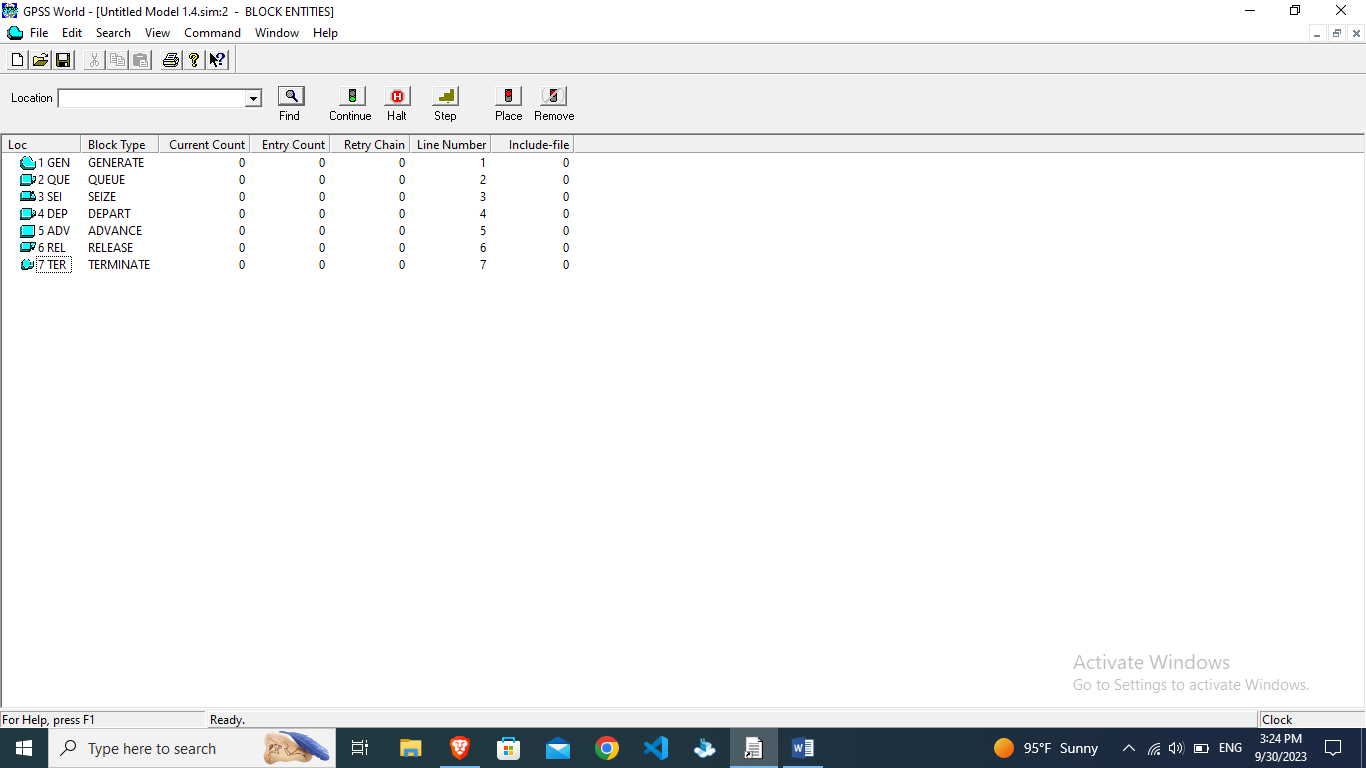 GPSS World - [Untitled Model 1.4.sim:2 - BLOCK ENTITIES]
File Edit Search View Command Window Help
Location Find Continue Halt Step Place Remove
Loc Block Type Current Count Entry Count Retry Chain Line Number Include-file
1 GEN GENERATE 0 0 0 1 0
2 QUE QUEUE 0 0 0 2 0
3 SEI SEIZE 0 0 0 3 0
4 DEP DEPART 0 0 0 4 0
5 ADV ADVANCE 0 0 0 5 0
6 REL RELEASE 0 0 0 6 0
7 TER TERMINATE 0 0 0 7 0
Activate Windows
Go to Settings to activate Windows.
For Help, press F1 Ready. Clock
Type here to search 95°F Sunny ENG 3:24 PM
9/30/2023